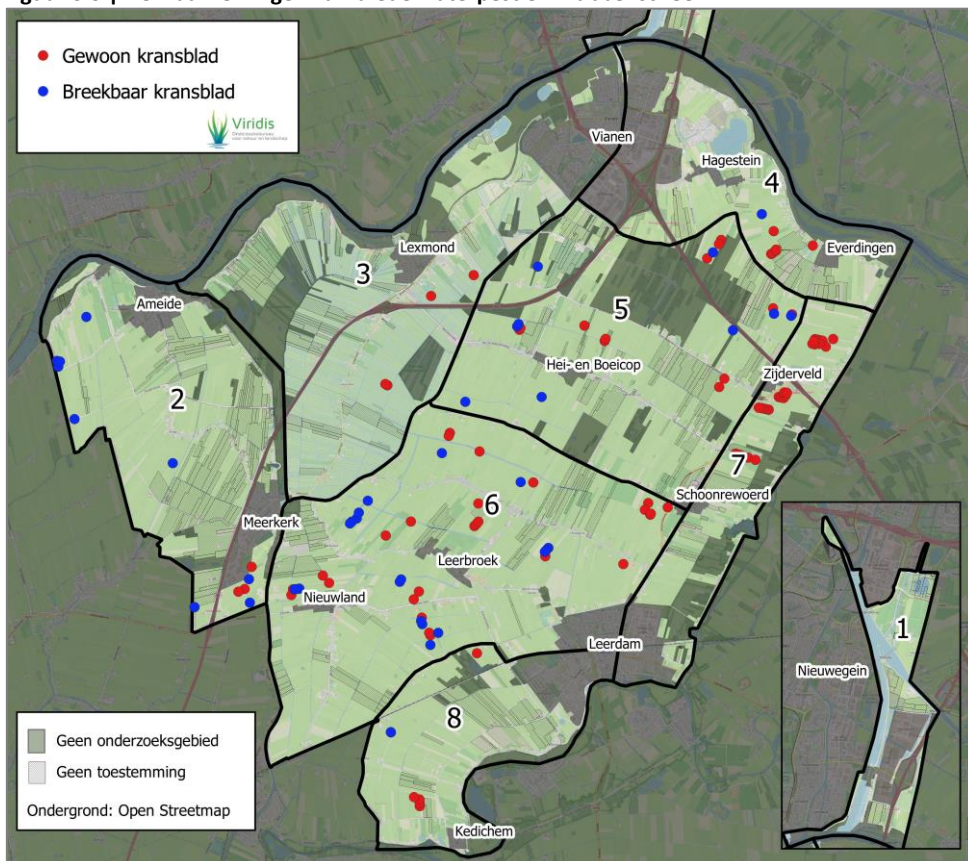 Gewoon kransblad
Breekbaar kransblad
Viridis
Vianen
Hagestein
4
Everdingen
Lexmond
3
Ameide
5
Hei- en Boeicop
Zijderveld
2
7
Schoonrewoerd
6
Meerkerk
Leerbroek
Nieuwland
Leerdam
1
Nieuwegein
8
Kedichem
Geen onderzoeksgebied
Geen toestemming
Ondergrond: Open Streetmap